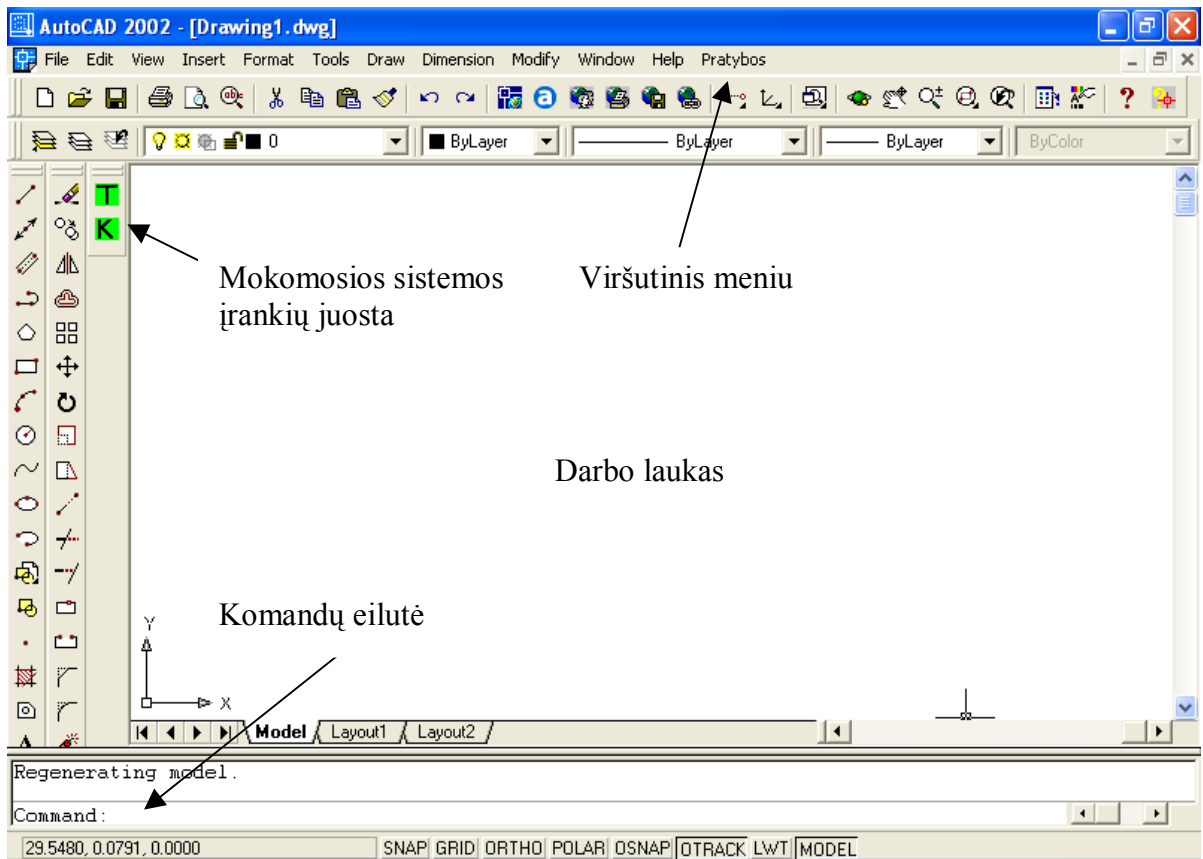 AutoCAD 2002 - [Drawing1.dwg]
File Edit View Insert Format Tools Draw Dimension Modify Window Help Pratybos
0 ByLayer ByLayer ByLayer ByColor
T
K
Mokomosios sistemos
įrankių juosta
Viršutinis meniu
Darbo laukas
Komandų eilutė
Y
X
Model Layout1 Layout2
Regenerating model.
Command:
29.5480, 0.0791, 0.0000 SNAP GRID ORTHO POLAR OSNAP OTRACK LWT MODEL